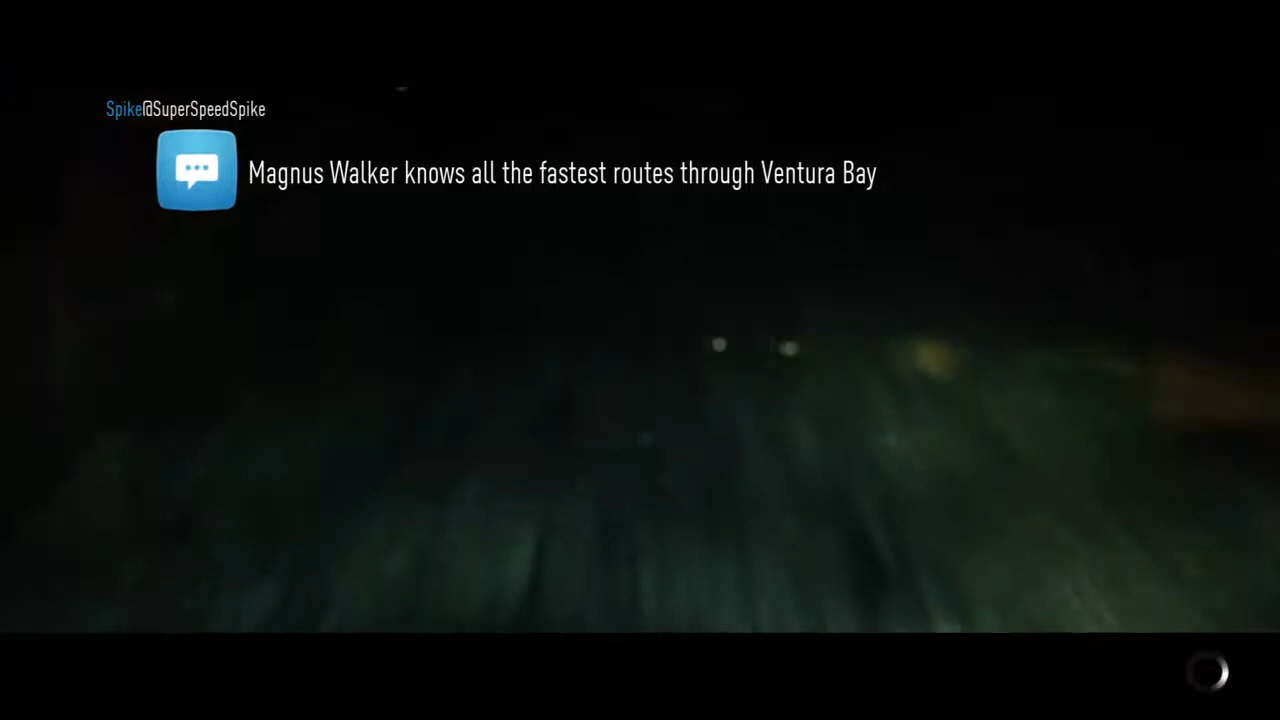 Spike@SuperSpeedSpike
Magnus Walker knows all the fastest routes through Ventura Bay